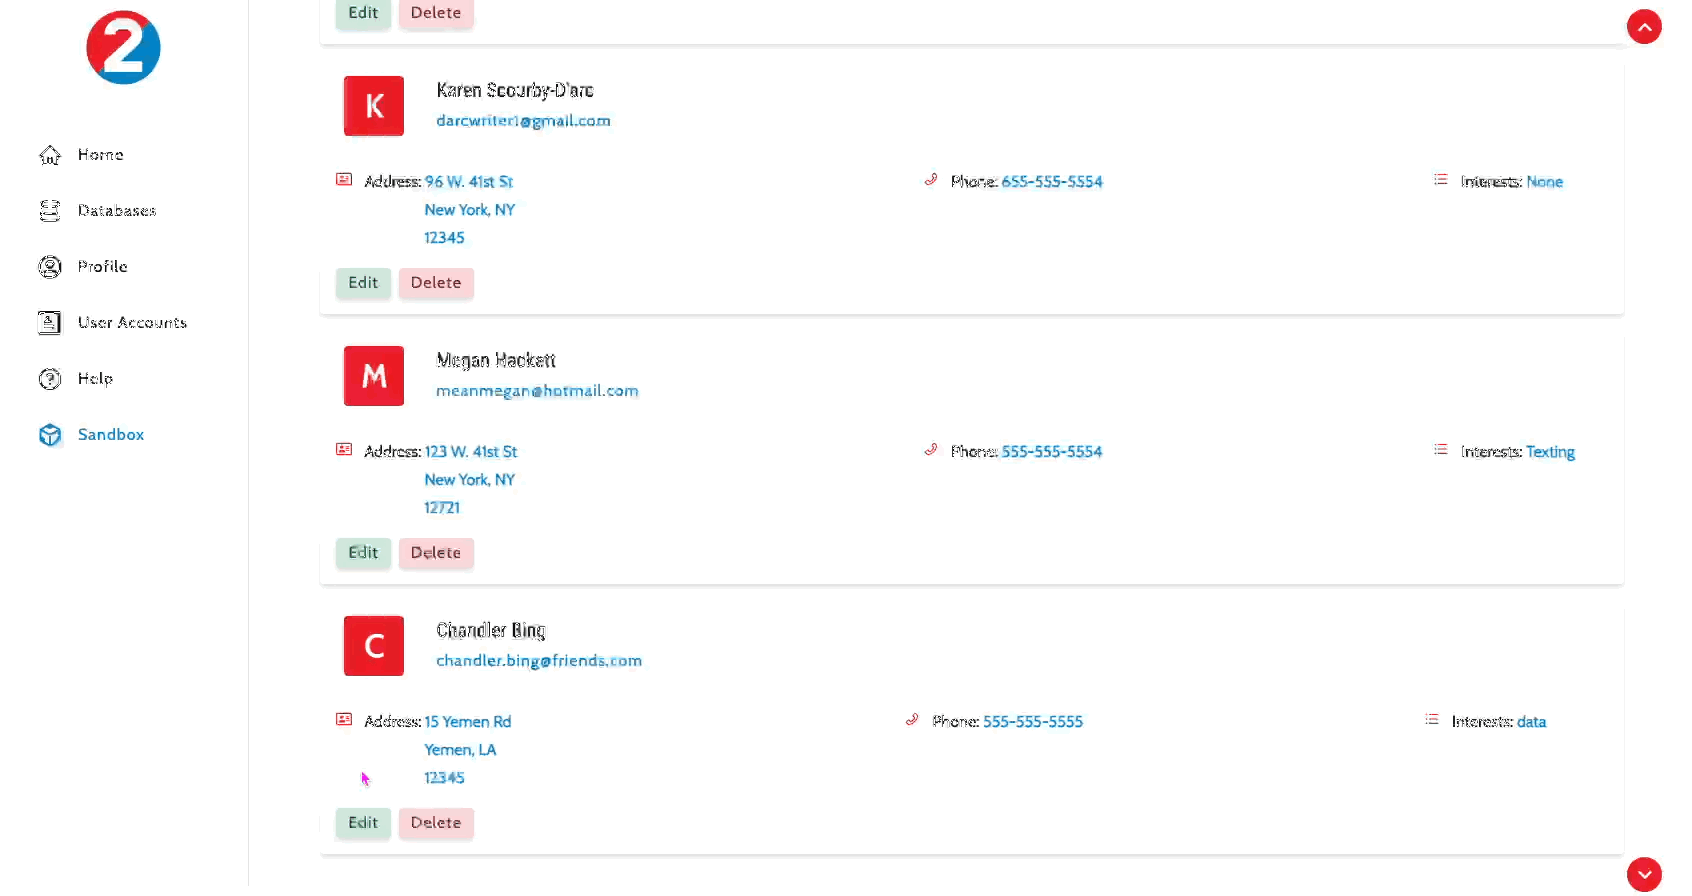 2
Home
Databases
Profile
User Accounts
Help
Sandbox
Edit Delete
K
Karen Scourby-D'arc
darcwriter1@gmail.com
Address: 96 W. 41st St
New York, NY
12345
Phone: 655-555-5554
Interests: None
Edit Delete
M
Megan Hackett
meanmegan@hotmail.com
Address: 123 W. 41st St
New York, NY
12721
Phone: 555-555-5554
Interests: Texting
Edit Delete
C
Chandler Bing
chandler.bing@friends.com
Address: 15 Yemen Rd
Yemen, LA
12345
Phone: 555-555-5555
Interests: data
Edit Delete